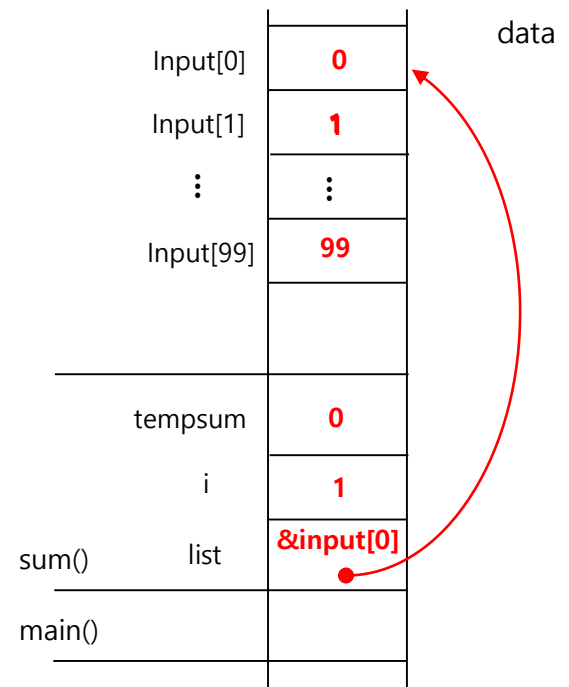 data
Input[0] 0
Input[1] 1
⋮ ⋮
Input[99] 99
tempsum 0
i 1
&input[0]
sum() list
main()